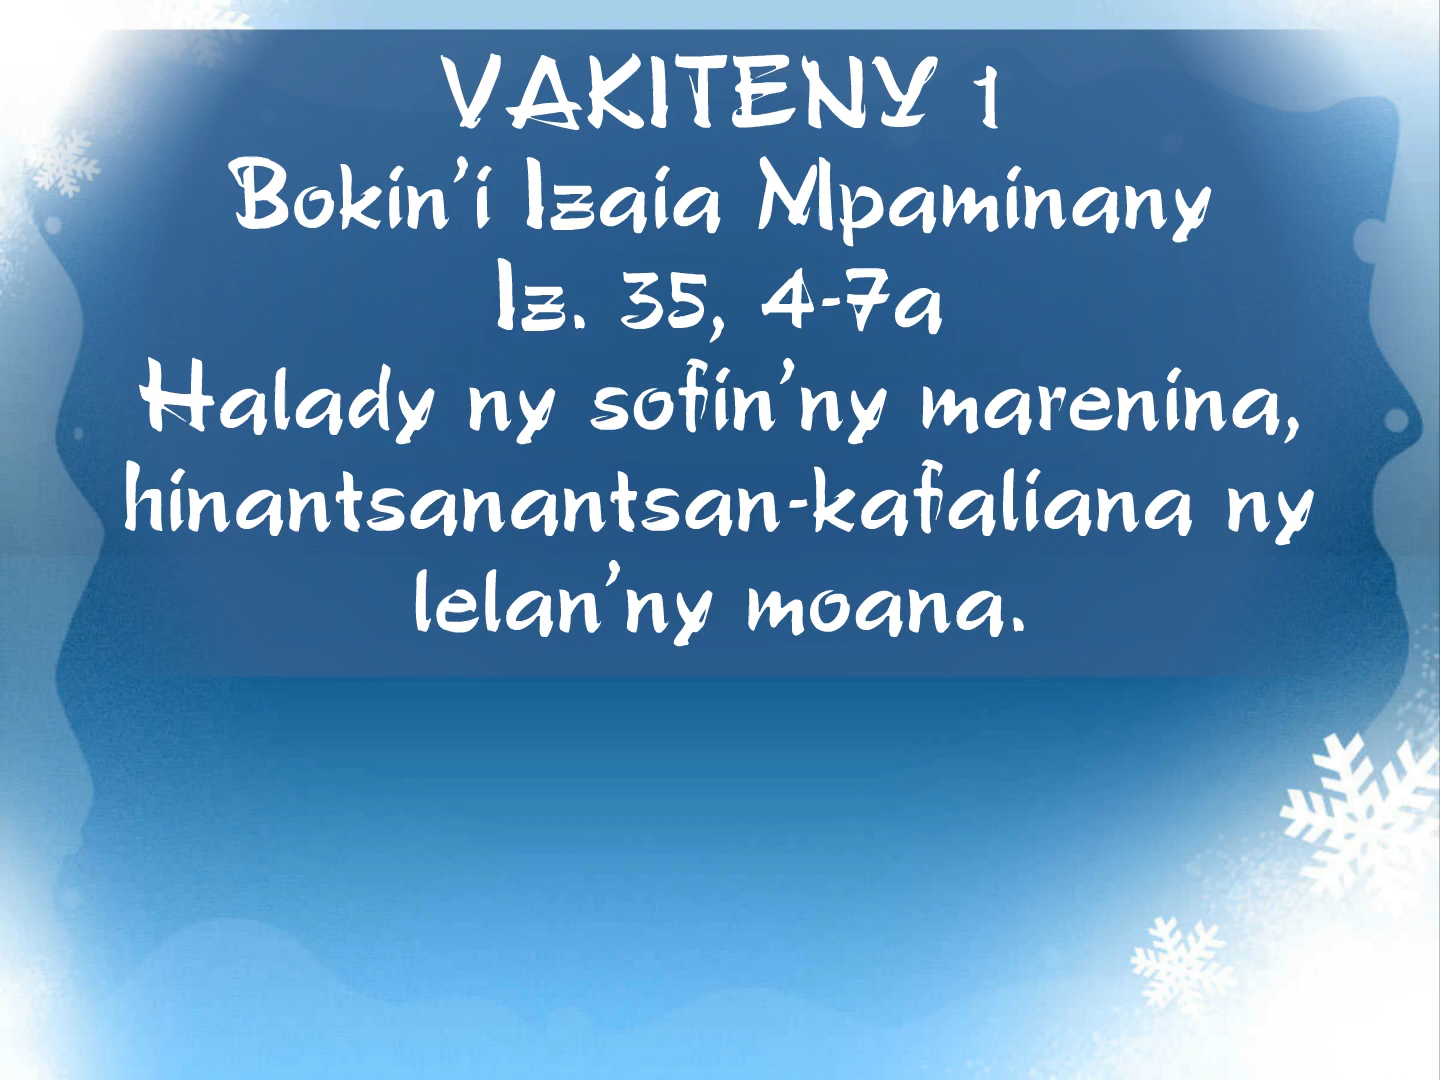 VAKITENY 1
Bokin’i Izaia Mpaminany
Iz. 35, 4-7a
Halady ny sofin’ny marenina,
hinantsanantsan-kafaliana ny
lelan’ny moana.